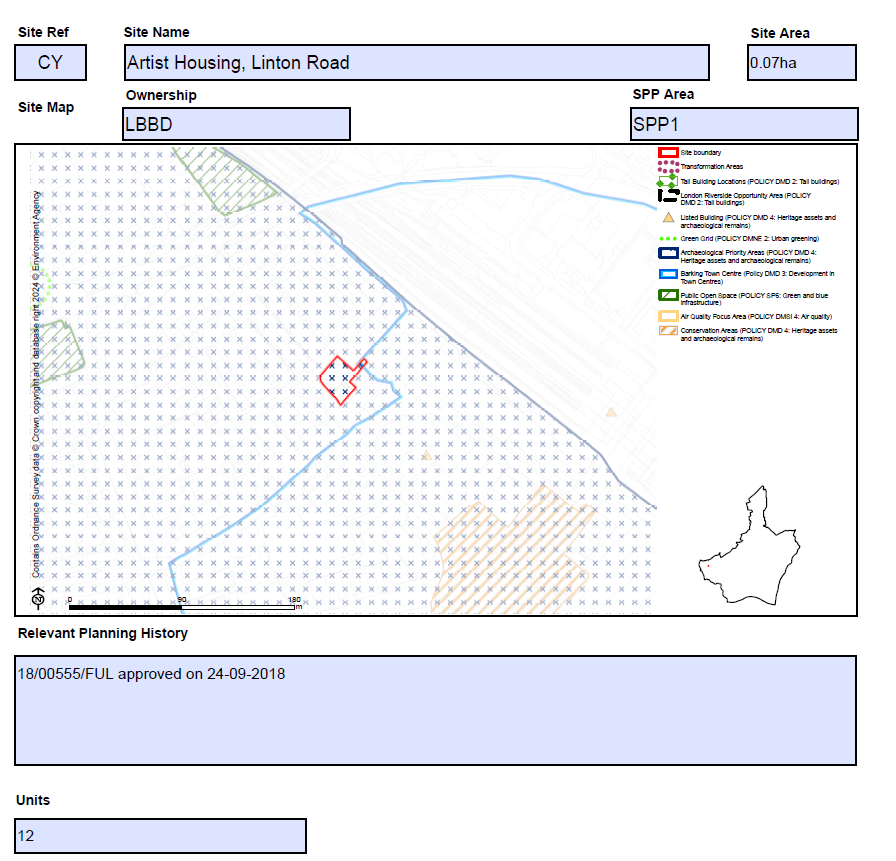 Site Ref
Site Name
Site Area
CY
Artist Housing, Linton Road
0.07ha
Ownership
SPP Area
Site Map
LBBD
SPP1
Site boundary
Transformation Areas
Tall Building Locations (POLICY DMD 2: Tall buildings)
London Riverside Opportunity Area (POLICY
DMD 2: Tall buildings)
Listed Building (POLICY DMD 4: Heritage assets and
archaeological remains)
Green Grid (POLICY DMNE 2: Urban greening)
Archaeological Priority Areas (POLICY DMD 4:
Heritage assets and archaeological remains)
Barking Town Centre (Policy DMD 3: Development in
Town Centres)
Public Open Space (POLICY SP6: Green and blue
infrastructure)
Air Quality Focus Area (POLICY DMSI 4: Air quality)
Conservation Areas (POLICY DMD 4: Heritage assets
and archaeological remains)
Contains Ordnance Survey data © Crown copyright and database right 2024 © Environment Agency
N
0 90 180
m
Relevant Planning History
18/00555/FUL approved on 24-09-2018
Units
12